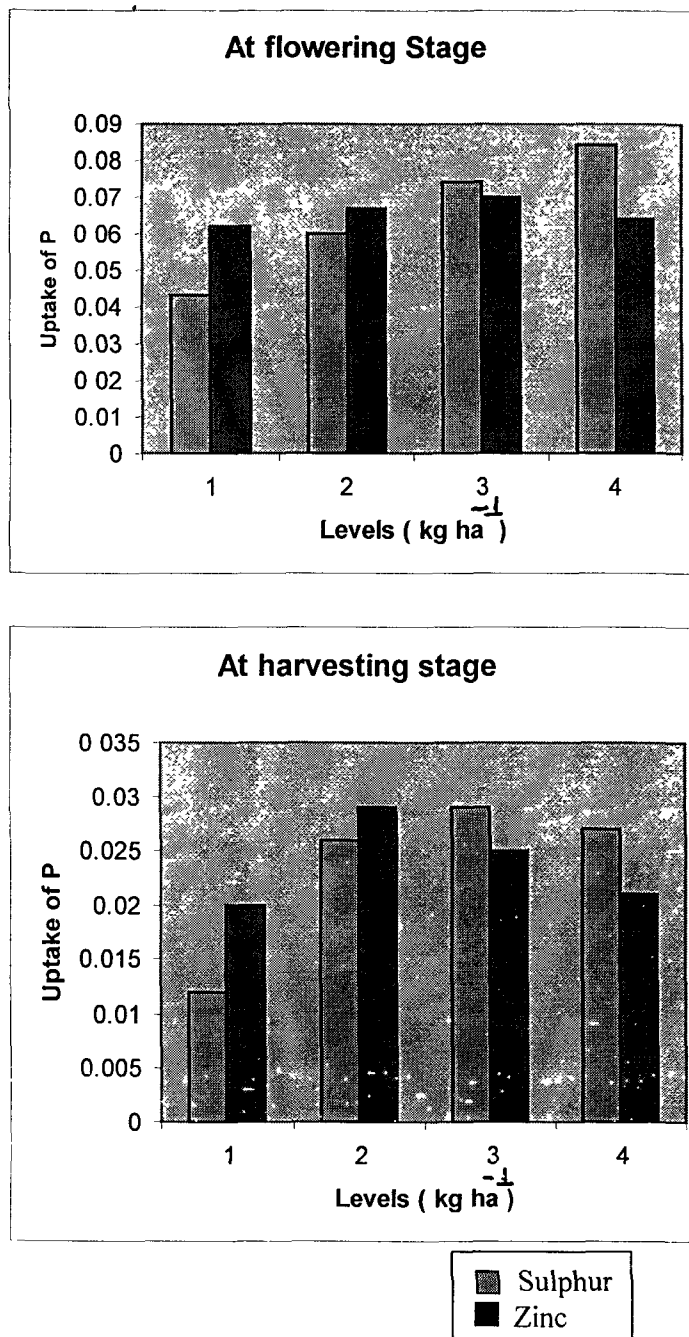 At flowering Stage
Uptake of P
0.09
0.08
0.07
0 06
0.05
0.04
0.03
0 02
0.01
0
1 2 3 4
Levels ( kg ha⁻¹)
At harvesting stage
Uptake of P
0 035
0.03
0.025
0.02
0.015
0.01
0.005
0
1 2 3 4
Levels ( kg ha⁻¹)
Sulphur
Zinc